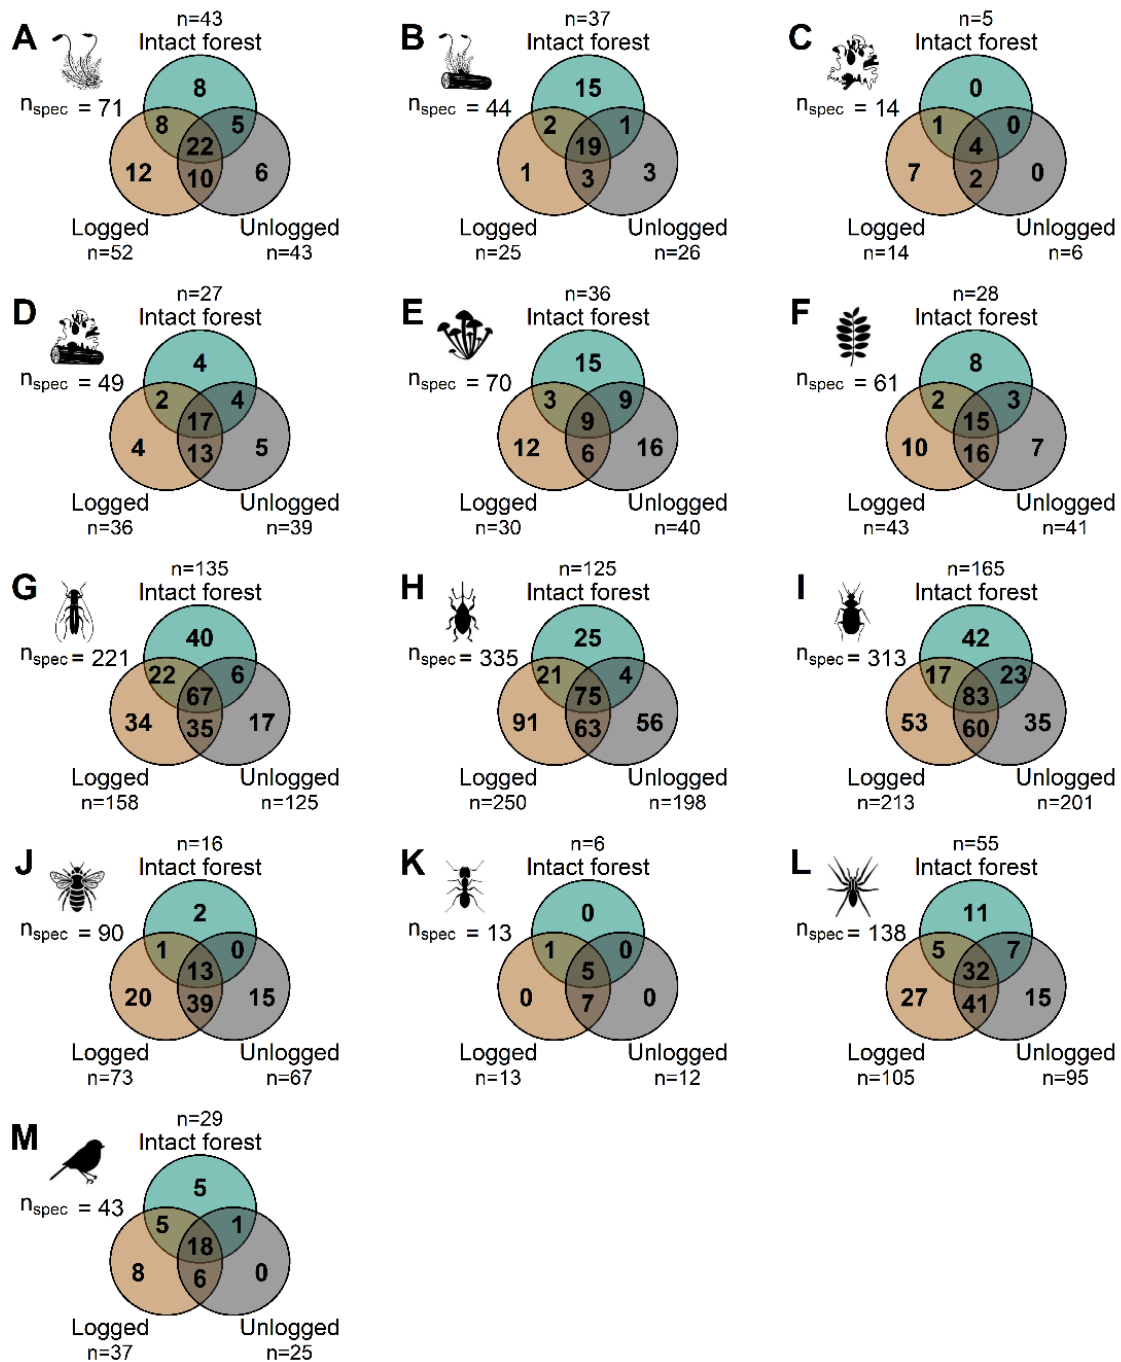 A
n=43
Intact forest
nspec = 71
8
8
5
22
12
10
6
Logged
n=52
Unlogged
n=43
B
n=37
Intact forest
nspec = 44
15
2
1
19
1
3
3
Logged
n=25
Unlogged
n=26
C
n=5
Intact forest
nspec = 14
0
1
0
4
7
2
0
Logged
n=14
Unlogged
n=6
D
n=27
Intact forest
nspec = 49
4
2
4
17
4
13
5
Logged
n=36
Unlogged
n=39
E
n=36
Intact forest
nspec = 70
15
3
9
9
12
6
16
Logged
n=30
Unlogged
n=40
F
n=28
Intact forest
nspec = 61
8
2
3
15
10
16
7
Logged
n=43
Unlogged
n=41
G
n=135
Intact forest
nspec = 221
40
22
6
67
34
35
17
Logged
n=158
Unlogged
n=125
H
n=125
Intact forest
nspec = 335
25
21
4
75
91
63
56
Logged
n=250
Unlogged
n=198
I
n=165
Intact forest
nspec = 313
42
17
23
83
53
60
35
Logged
n=213
Unlogged
n=201
J
n=16
Intact forest
nspec = 90
2
1
0
13
20
39
15
Logged
n=73
Unlogged
n=67
K
n=6
Intact forest
nspec = 13
0
1
0
5
0
7
0
Logged
n=13
Unlogged
n=12
L
n=55
Intact forest
nspec = 138
11
5
7
32
27
41
15
Logged
n=105
Unlogged
n=95
M
n=29
Intact forest
nspec = 43
5
5
1
18
8
6
0
Logged
n=37
Unlogged
n=25